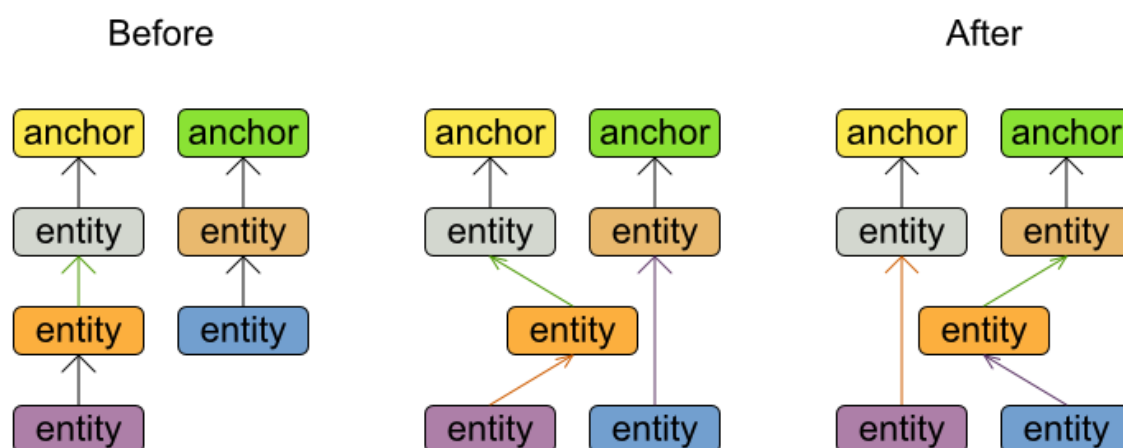 Before After
anchor anchor anchor anchor anchor anchor
entity entity entity entity entity entity
entity entity entity entity
entity entity entity entity entity